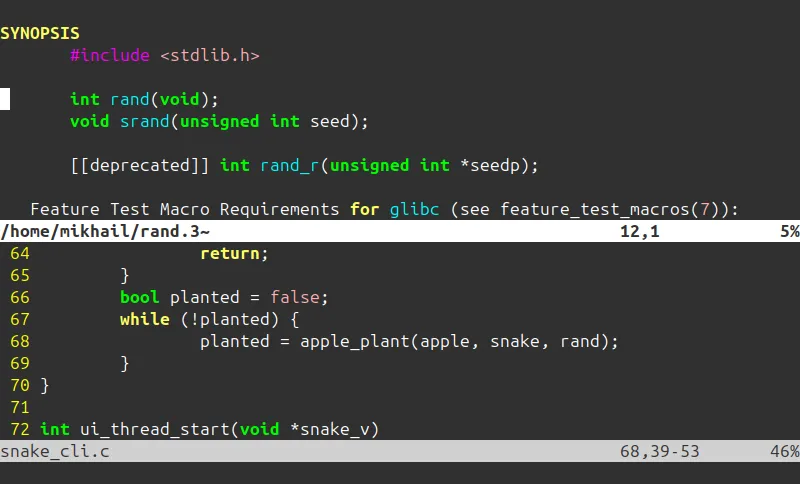 SYNOPSIS
#include <stdlib.h>
int rand(void);
void srand(unsigned int seed);
[[deprecated]] int rand_r(unsigned int *seedp);
Feature Test Macro Requirements for glibc (see feature_test_macros(7)):
/home/mikhail/rand.3~ 12,1 5%
64 return;
65 }
66 bool planted = false;
67 while (!planted) {
68 planted = apple_plant(apple, snake, rand);
69 }
70 }
71
72 int ui_thread_start(void *snake_v)
snake_cli.c 68,39-53 46%